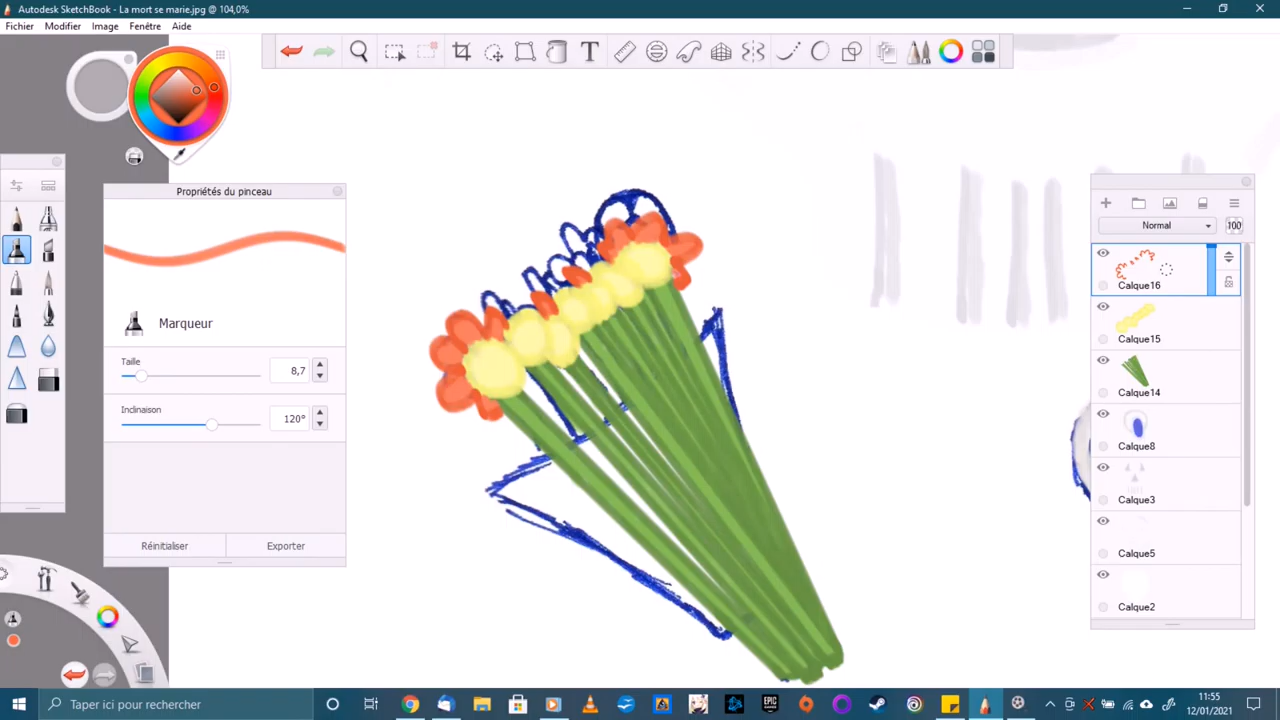 Autodesk SketchBook - La mort se marie.jpg @ 104,0%
Fichier Modifier Image Fenêtre Aide
T
Propriétés du pinceau
Marqueur
Taille
8,7
Inclinaison
120°
Réinitialiser Exporter
Normal 100
Calque16
Calque15
Calque14
Calque8
Calque3
Calque5
Calque2
Taper ici pour rechercher
EPIC
11:55
12/01/2021